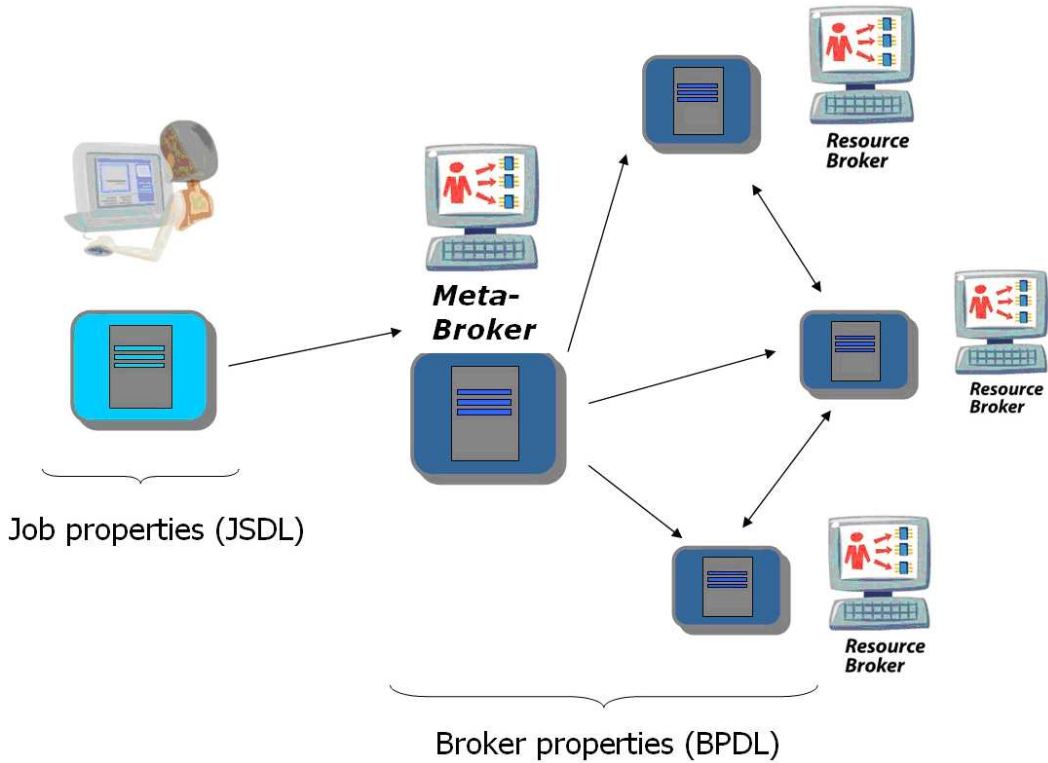 Resource
Broker
Meta-
Broker
Resource
Broker
Job properties (JSDL)
Resource
Broker
Broker properties (BPDL)